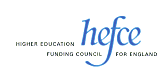 hefce
HIGHER EDUCATION
FUNDING COUNCIL FOR ENGLAND